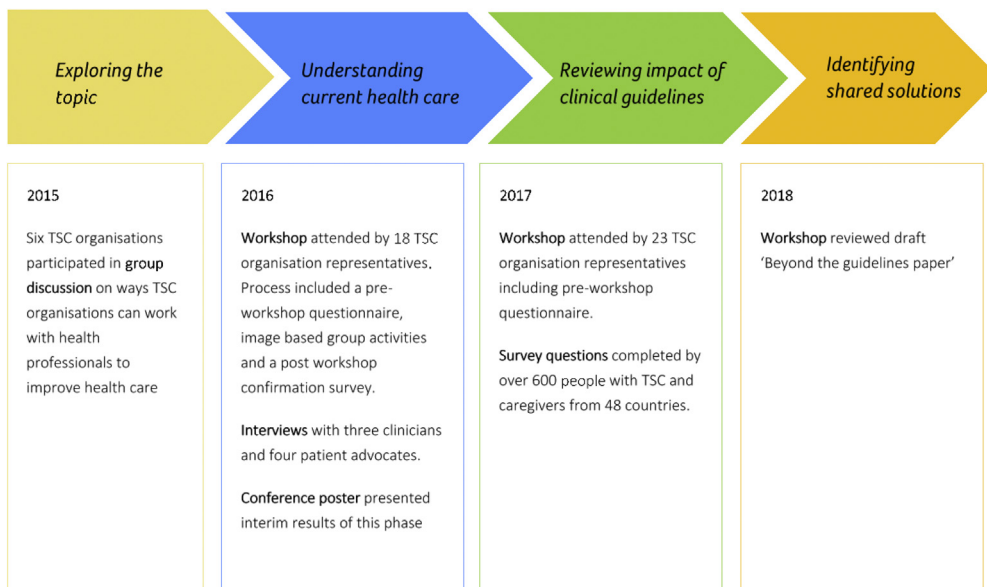 Exploring the
topic
Understanding
current health care
Reviewing impact of
clinical guidelines
Identifying
shared solutions
2015
Six TSC organisations
participated in group
discussion on ways TSC
organisations can work
with health
professionals to
improve health care
2016
Workshop attended by 18 TSC
organisation representatives.
Process included a pre-
workshop questionnaire,
image based group activities
and a post workshop
confirmation survey.
Interviews with three clinicians
and four patient advocates.
Conference poster presented
interim results of this phase
2017
Workshop attended by 23 TSC
organisation representatives
including pre-workshop
questionnaire.
Survey questions completed by
over 600 people with TSC and
caregivers from 48 countries.
2018
Workshop reviewed draft
‘Beyond the guidelines paper’